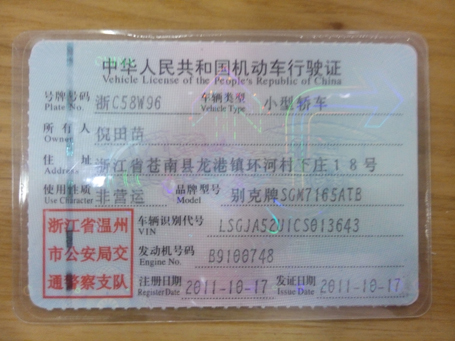 中华人民共和国机动车行驶证
Vehicle License of the People's Republic of China
号牌号码 浙C58W96 车辆类型 小型轿车
Plate No. Vehicle Type
所有人 倪田苗
Owner
住址 浙江省苍南县龙港镇环河村下庄18号
Address
使用性质 非营运 品牌型号 别克牌SGM7165ATB
Use Character Model
浙江省温州 车辆识别代号 LSGJA52J1CS013643
市公安局交 VIN
通警察支队 发动机号码 B9100748
Engine No.
注册日期 2011-10-17 发证日期 2011-10-17
Register Date Issue Date